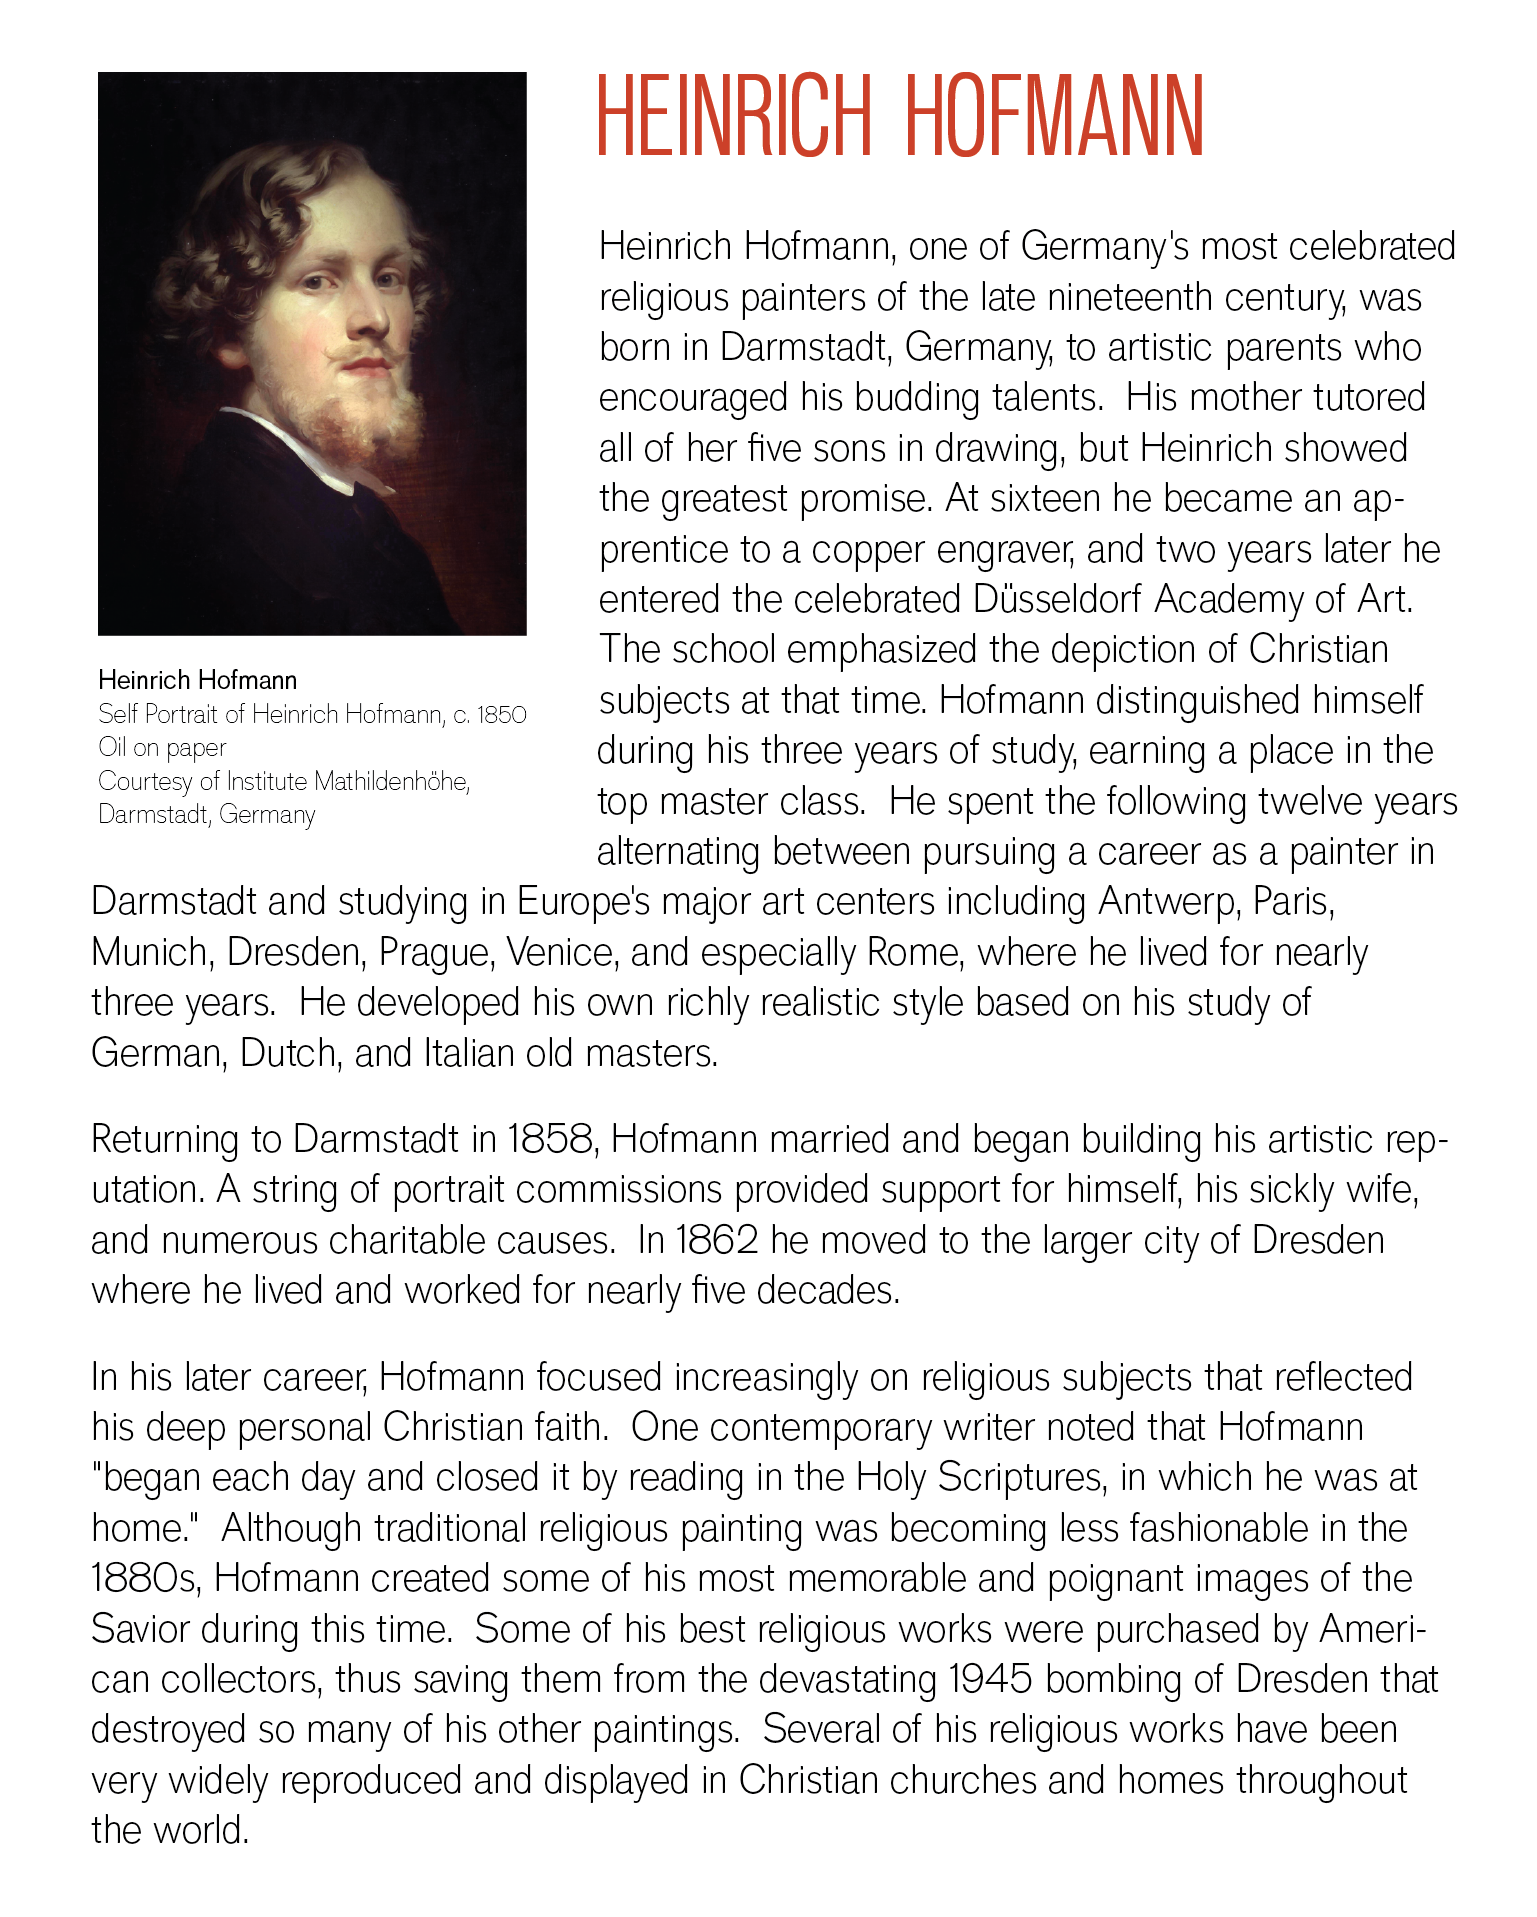 HEINRICH HOFMANN
Heinrich Hofmann
Self Portrait of Heinrich Hofmann, c. 1850
Oil on paper
Courtesy of Institute Mathildenhöhe,
Darmstadt, Germany
Heinrich Hofmann, one of Germany's most celebrated
religious painters of the late nineteenth century, was
born in Darmstadt, Germany, to artistic parents who
encouraged his budding talents.  His mother tutored
all of her five sons in drawing, but Heinrich showed
the greatest promise. At sixteen he became an ap-
prentice to a copper engraver, and two years later he
entered the celebrated Düsseldorf Academy of Art.
The school emphasized the depiction of Christian
subjects at that time. Hofmann distinguished himself
during his three years of study, earning a place in the
top master class.  He spent the following twelve years
alternating between pursuing a career as a painter in
Darmstadt and studying in Europe's major art centers including Antwerp, Paris,
Munich, Dresden, Prague, Venice, and especially Rome, where he lived for nearly
three years.  He developed his own richly realistic style based on his study of
German, Dutch, and Italian old masters.
Returning to Darmstadt in 1858, Hofmann married and began building his artistic rep-
utation. A string of portrait commissions provided support for himself, his sickly wife,
and numerous charitable causes.  In 1862 he moved to the larger city of Dresden
where he lived and worked for nearly five decades.
In his later career, Hofmann focused increasingly on religious subjects that reflected
his deep personal Christian faith.  One contemporary writer noted that Hofmann
"began each day and closed it by reading in the Holy Scriptures, in which he was at
home."  Although traditional religious painting was becoming less fashionable in the
1880s, Hofmann created some of his most memorable and poignant images of the
Savior during this time.  Some of his best religious works were purchased by Ameri-
can collectors, thus saving them from the devastating 1945 bombing of Dresden that
destroyed so many of his other paintings.  Several of his religious works have been
very widely reproduced and displayed in Christian churches and homes throughout
the world.